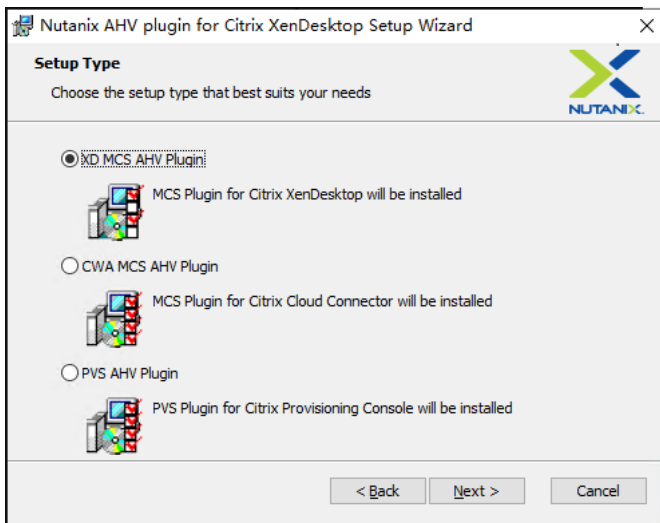 Nutanix AHV plugin for Citrix XenDesktop Setup Wizard
Setup Type
Choose the setup type that best suits your needs
NUTANIX.
XD MCS AHV Plugin
MCS Plugin for Citrix XenDesktop will be installed
CWA MCS AHV Plugin
MCS Plugin for Citrix Cloud Connector will be installed
PVS AHV Plugin
PVS Plugin for Citrix Provisioning Console will be installed
< Back Next > Cancel